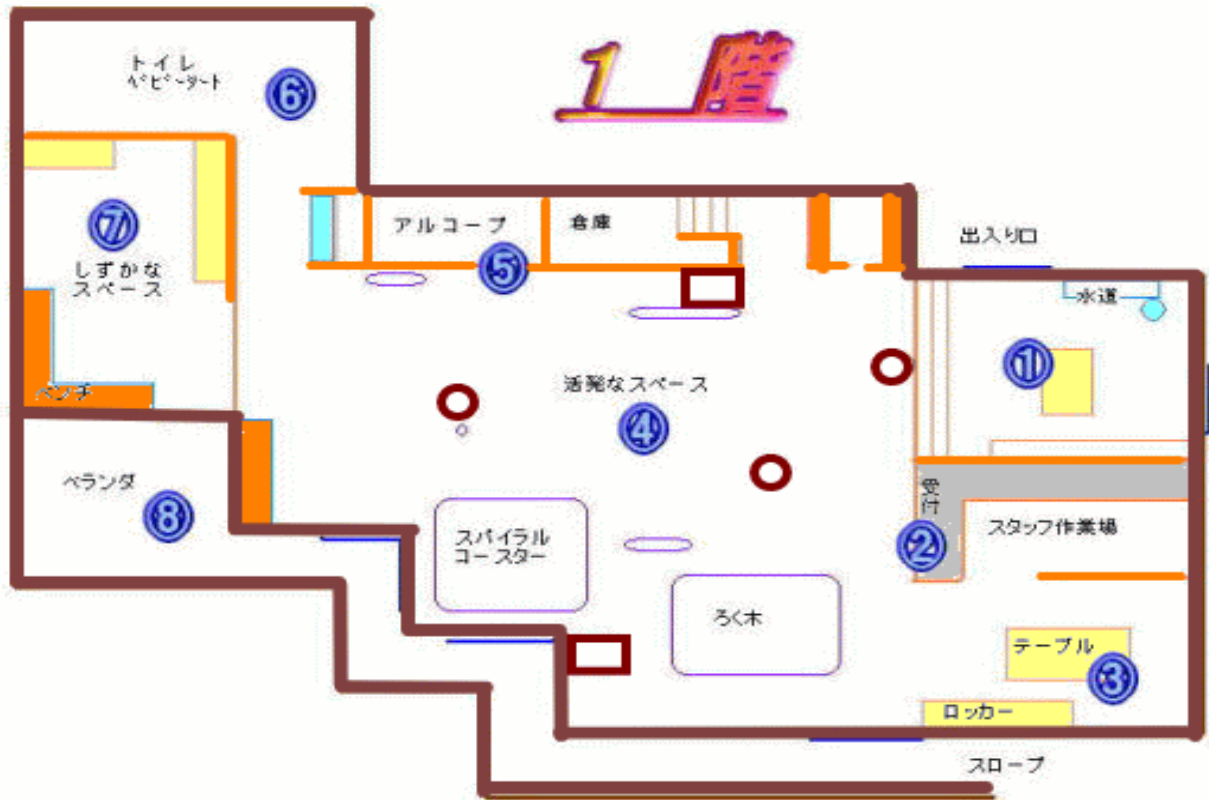 1階
トイレ
ベビーシート
⑥
⑦
しずかな
スペース
アルコーブ
倉庫
⑤
出入り口
水道
①
活発なスペース
④
ベンチ
ベランダ
⑧
受付
②
スタッフ作業場
スパイラル
コースター
ろく木
テーブル
③
ロッカー
スロープ